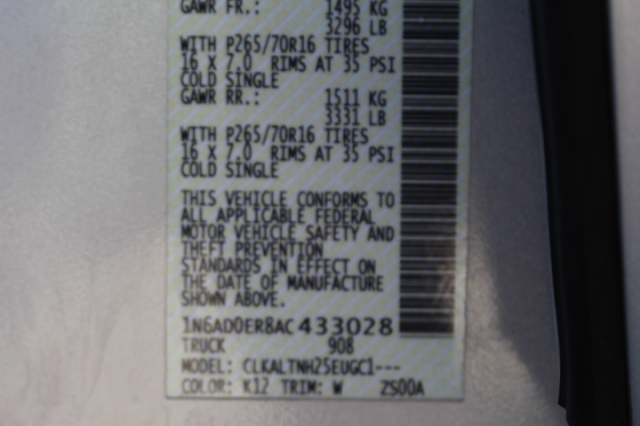 GAWR FR.: 1495 KG
3296 LB
WITH P265/70R16 TIRES
16 X 7.0 RIMS AT 35 PSI
COLD SINGLE
GAWR RR.: 1511 KG
3331 LB
WITH P265/70R16 TIRES
16 X 7.0 RIMS AT 35 PSI
COLD SINGLE
THIS VEHICLE CONFORMS TO
ALL APPLICABLE FEDERAL
MOTOR VEHICLE SAFETY AND
THEFT PREVENTION
STANDARDS IN EFFECT ON
THE DATE OF MANUFACTURE
SHOWN ABOVE.
1N6AD0ER8AC433028
TRUCK 908
MODEL: CLKALTNH25EUGC1---
COLOR: K12 TRIM: W ZS00A